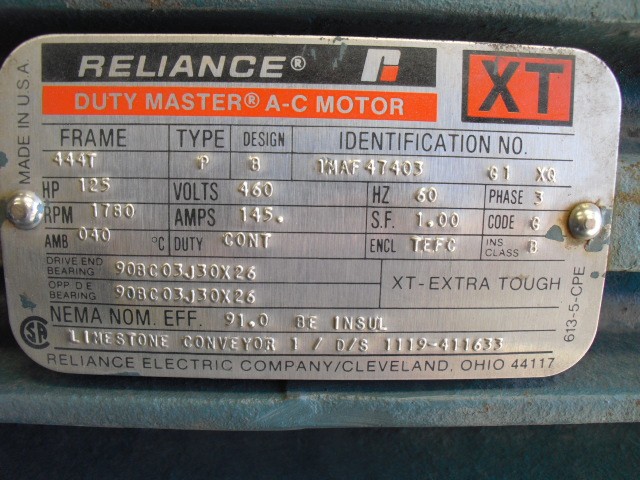 MADE IN U.S.A.
RELIANCE® R XT
DUTY MASTER® A-C MOTOR
FRAME TYPE DESIGN IDENTIFICATION NO.
444T P B 1MAF47403 G1 XQ
HP 125 VOLTS 460 HZ 60 PHASE 3
RPM 1780 AMPS 145. S.F. 1.00 CODE G
AMB 040 °C DUTY CONT ENCL TEFC INS CLASS B
DRIVE END BEARING 90BC03J30X26
OPP D E BEARING 90BC03J30X26
XT-EXTRA TOUGH
NEMA NOM. EFF. 91.0 BE INSUL
SA LIMESTONE CONVEYOR 1 / D/S 1119-411633
RELIANCE ELECTRIC COMPANY/CLEVELAND, OHIO 44117
613-5-CPE